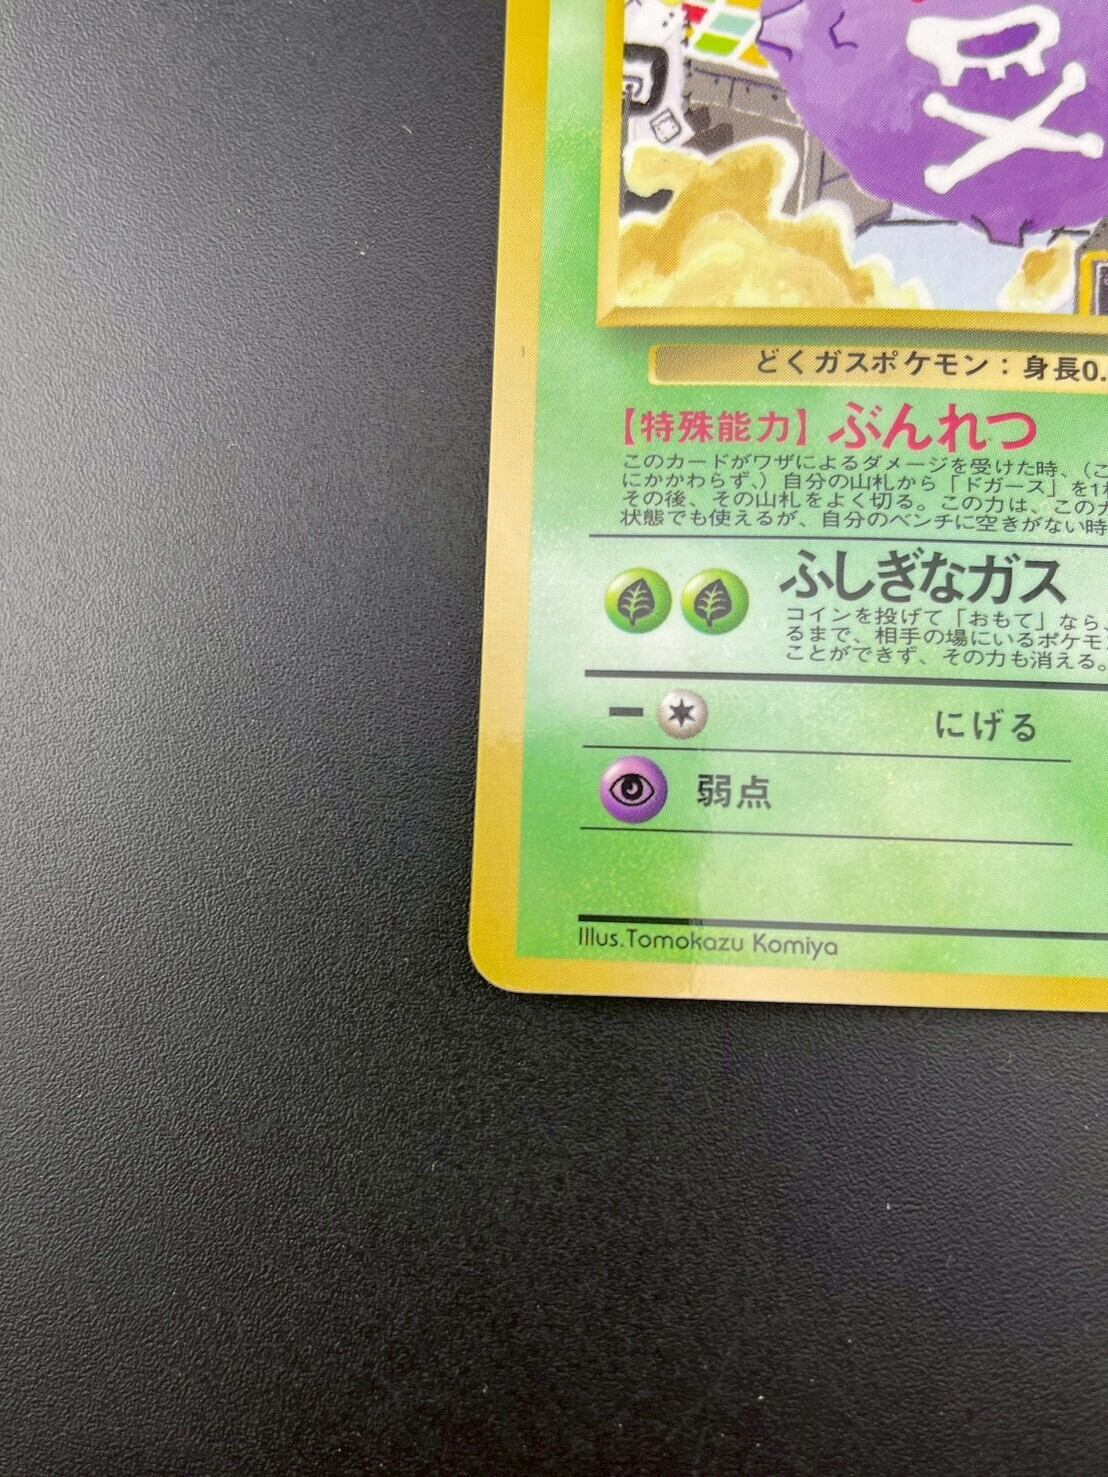 どくガスポケモン：身長0.
【特殊能力】ぶんれつ
このカードがワザによるダメージを受けた時、（こ
にかかわらず、）自分の山札から「ドガース」を1
その後、その山札をよく切る。この力は、この
状態でも使えるが、自分のベンチに空きがない時
ふしぎなガス
コインを投げて「おもて」なら、
るまで、相手の場にいるポケモ
ことができず、その力も消える。
にげる
弱点
Illus.Tomokazu Komiya